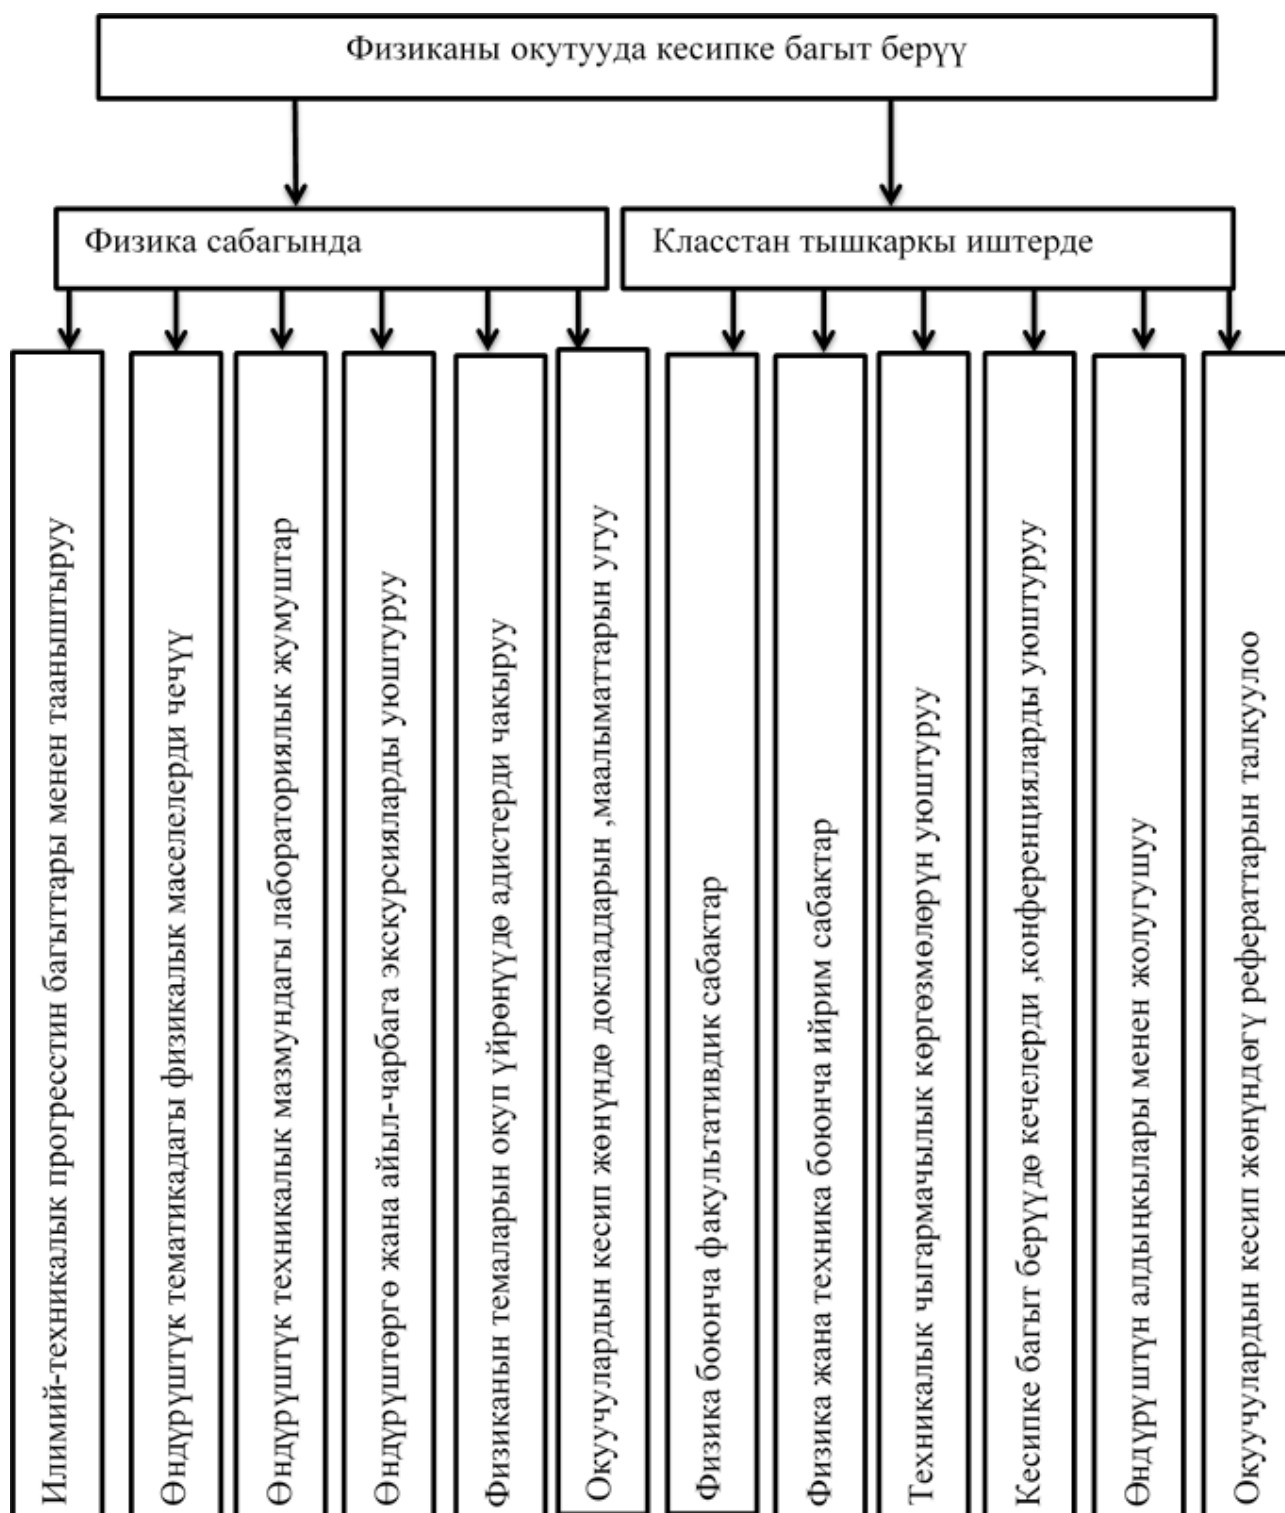 Физиканы окутууда кесипке багыт берүү
Физика сабагында
Класстан тышкаркы иштерде
Илимий-техникалык прогресстин багыттары менен тааныштыруу
Өндүрүштүк тематикадагы физикалык маселелерди чечүү
Өндүрүштүк техникалык мазмундагы лабораториялык жумуштар
Өндүрүштөргө жана айыл-чарбага экскурсияларды уюштуруу
Физиканын темаларын окуп үйрөнүүдө адистерди чакыруу
Окуучулардын кесип жөнүндө докладдарын ,маалыматтарын угуу
Физика боюнча факультативдик сабактар
Физика жана техника боюнча ийрим сабактар
Техникалык чыгармачылык көргөзмөлөрүн уюштуруу
Кесипке багыт берүүдө кечелерди ,конференцияларды уюштуруу
Өндүрүштүн алдыңкылары менен жолугушуу
Окуучулардын кесип жөнүндөгү рефераттарын талкуулоо